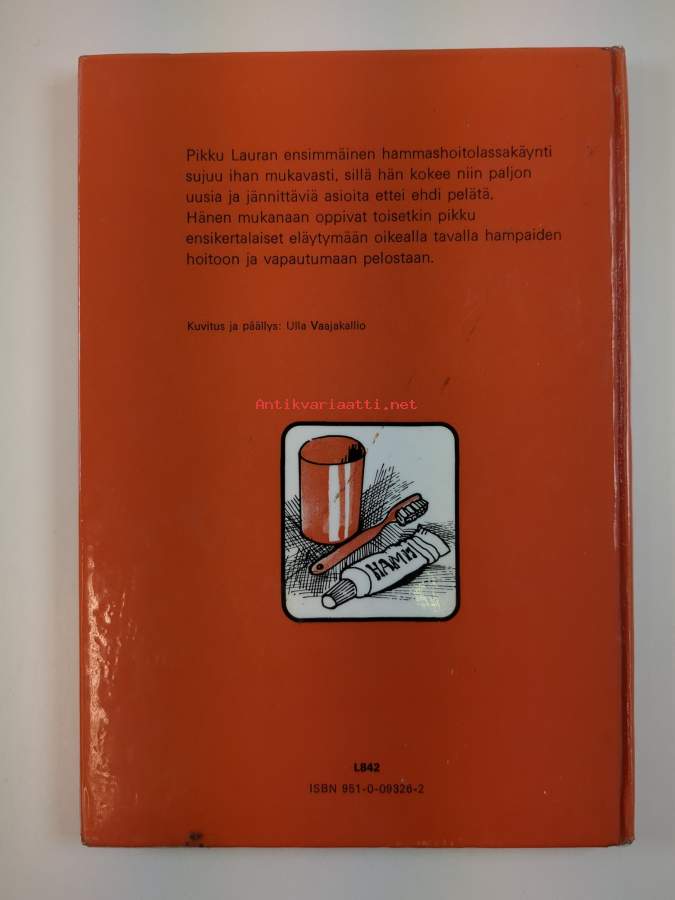 Pikku Lauran ensimmäinen hammashoitolassakäynti
sujuu ihan mukavasti, sillä hän kokee niin paljon
uusia ja jännittäviä asioita ettei ehdi pelätä.
Hänen mukanaan oppivat toisetkin pikku
ensikertalaiset eläytymään oikealla tavalla hampaiden
hoitoon ja vapautumaan pelostaan.
Kuvitus ja päällys: Ulla Vaajakallio
Antikvariaatti.net
HAMM
L842
ISBN 951-0-09326-2